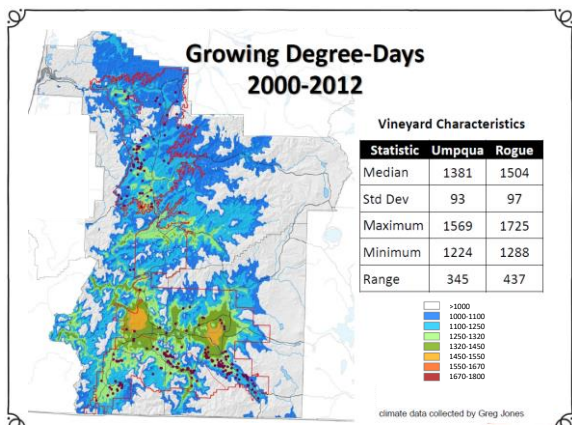 Growing Degree-Days
2000-2012
Vineyard Characteristics
Statistic Umpqua Rogue
Median 1381 1504
Std Dev 93 97
Maximum 1569 1725
Minimum 1224 1288
Range 345 437
>1000
1000-1100
1100-1250
1250-1320
1320-1450
1450-1550
1550-1670
1670-1800
climate data collected by Greg Jones